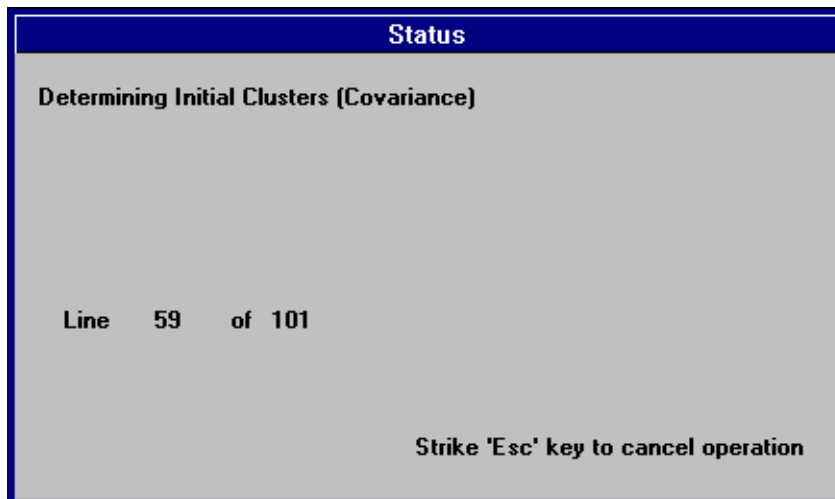 Status
Determining Initial Clusters (Covariance)
Line 59 of 101
Strike 'Esc' key to cancel operation